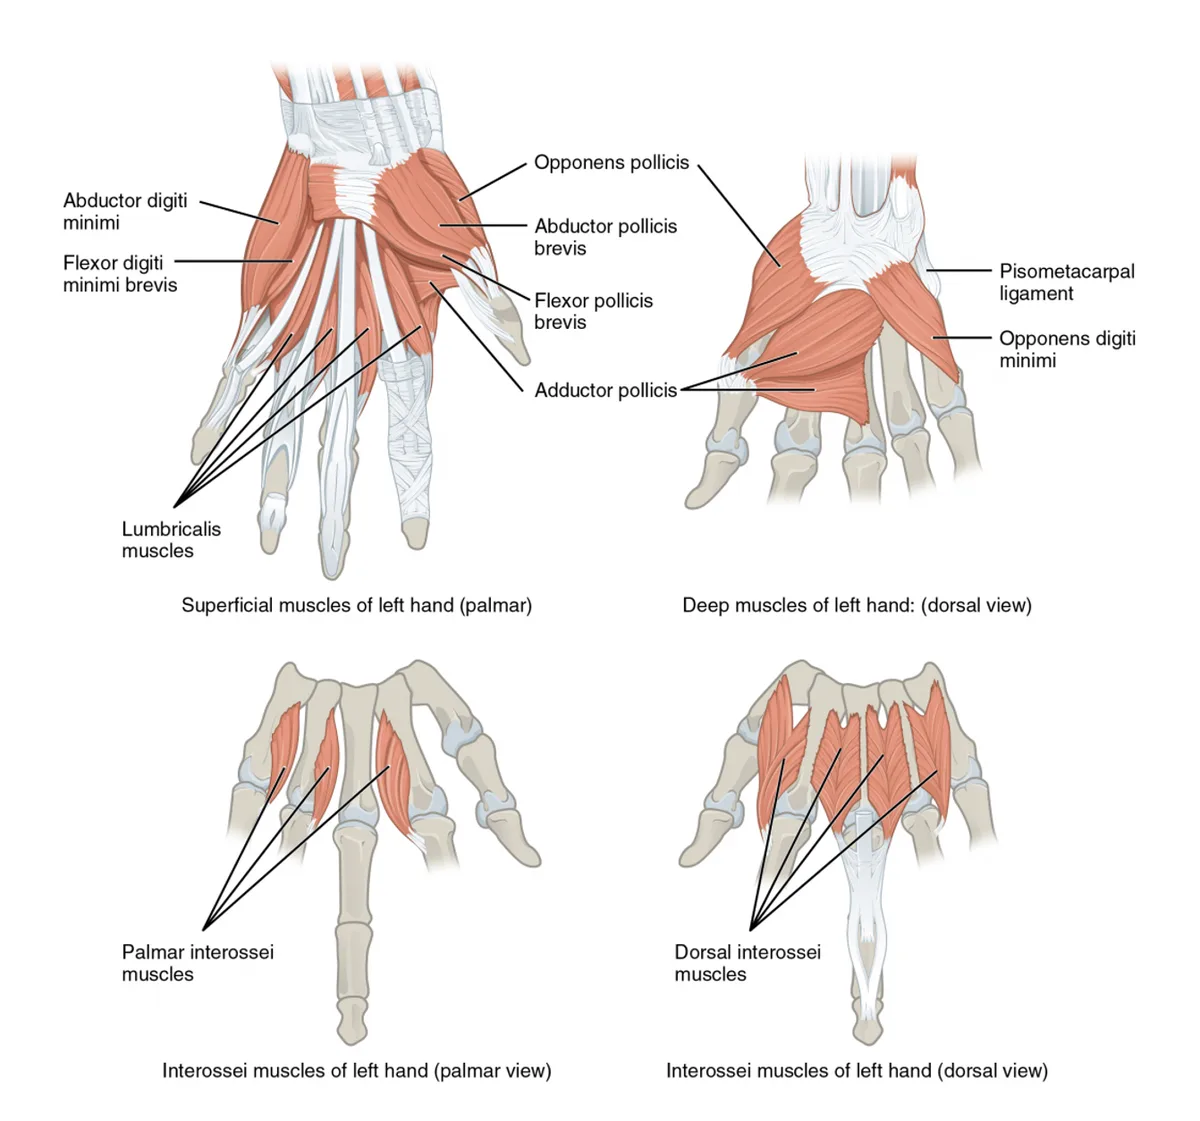 Opponens pollicis
Abductor digiti
minimi
Abductor pollicis
brevis
Flexor digiti
minimi brevis
Flexor pollicis
brevis
Adductor pollicis
Pisometacarpal
ligament
Opponens digiti
minimi
Lumbricalis
muscles
Superficial muscles of left hand (palmar)
Deep muscles of left hand: (dorsal view)
Palmar interossei
muscles
Dorsal interossei
muscles
Interossei muscles of left hand (palmar view)
Interossei muscles of left hand (dorsal view)